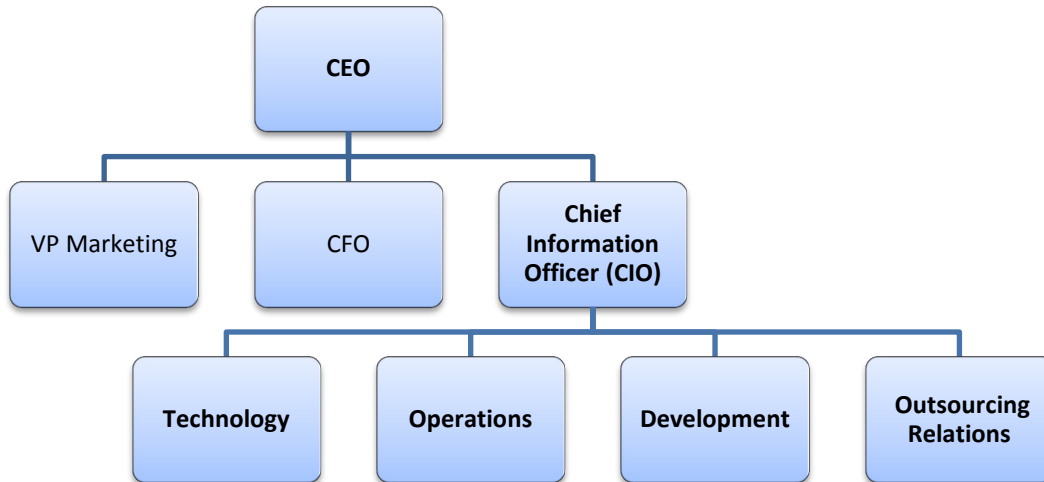 CEO
VP Marketing
CFO
Chief
Information
Officer (CIO)
Technology
Operations
Development
Outsourcing
Relations